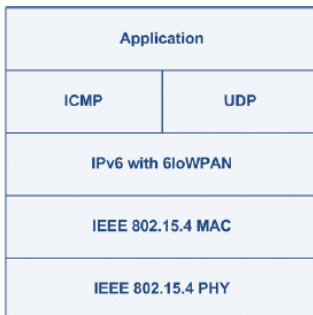 Application
ICMP UDP
IPv6 with 6loWPAN
IEEE 802.15.4 MAC
IEEE 802.15.4 PHY